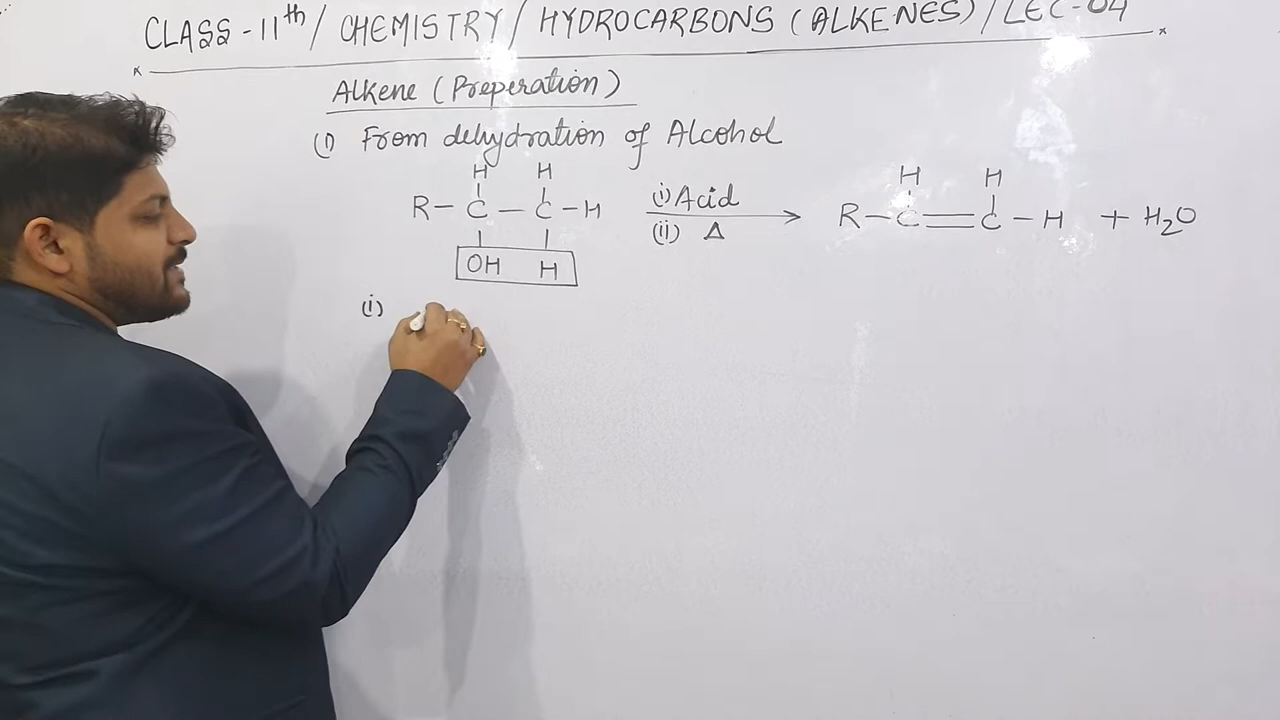 CLASS - 11th / CHEMISTRY / HYDROCARBONS (ALKENES) / LEC-04
Alkene (Preperation)
(1) From dehydration of Alcohol
H H H H
R - C - C - H (i) Acid (ii) Δ → R - C = C - H + H2O
OH H
(i)